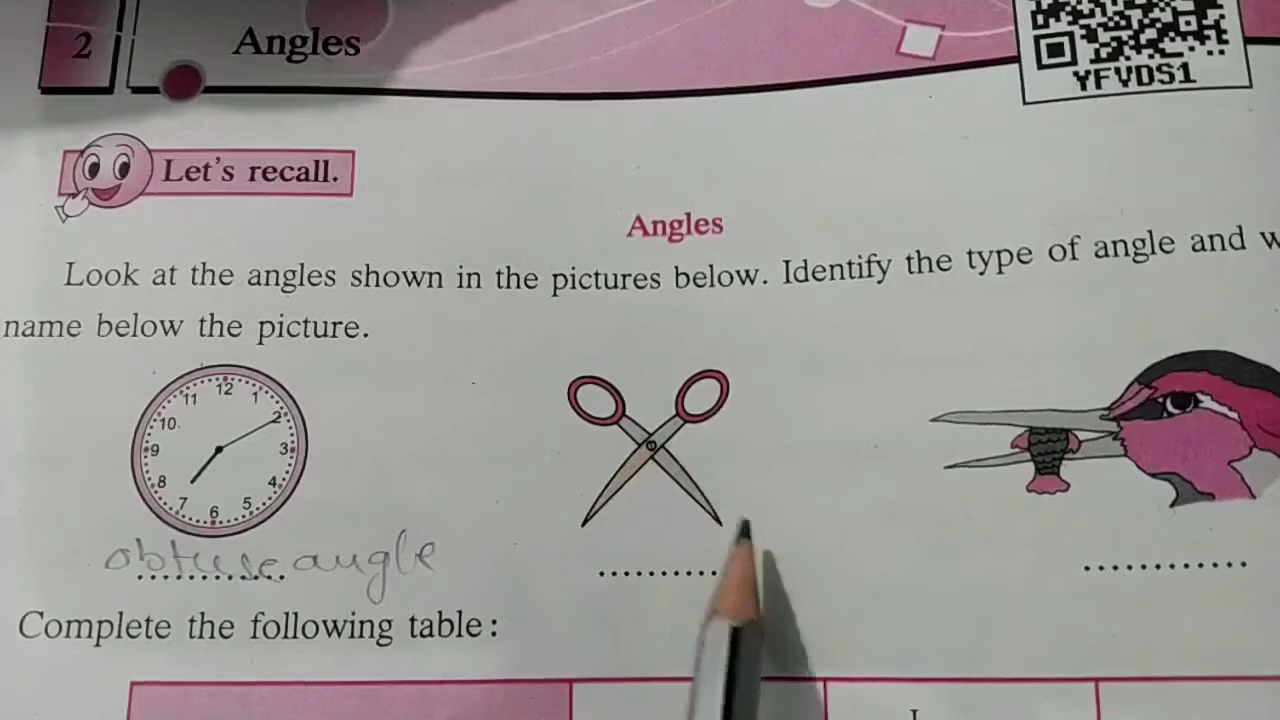 2
Angles
YFVDS1
Let's recall.
Angles
Look at the angles shown in the pictures below. Identify the type of angle and
name below the picture.
12
11 1
10 2
9 3
8 4
7 5
6
obtuse angle
Complete the following table: